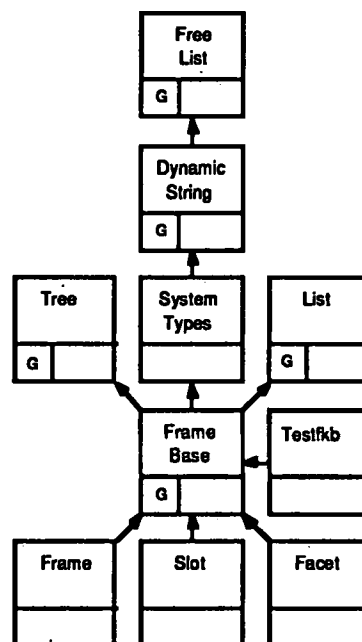 Free
List
G
Dynamic
String
G
Tree
System
Types
List
G
G
Frame
Base
Testfkb
G
Frame
Slot
Facet